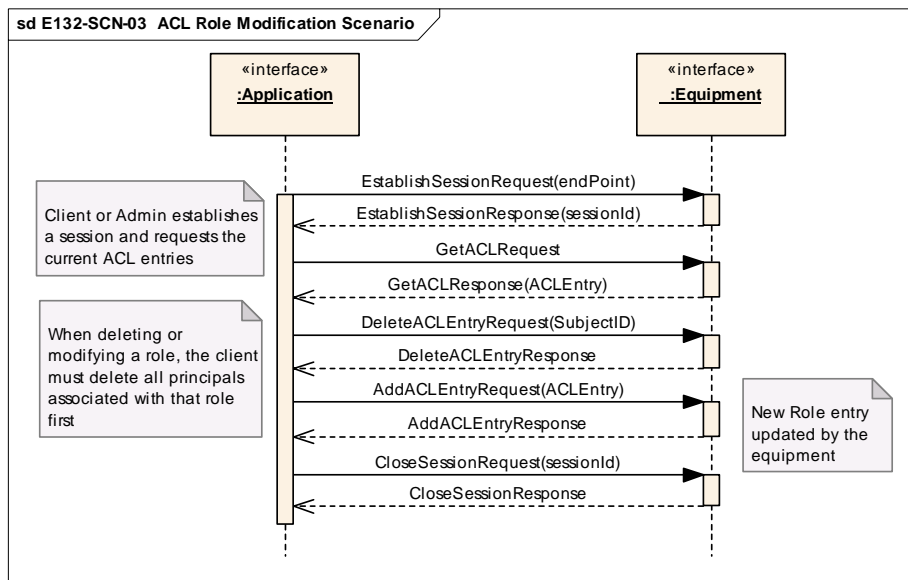 sd E132-SCN-03 ACL Role Modification Scenario
«interface»
:Application
«interface»
:Equipment
Client or Admin establishes
a session and requests the
current ACL entries
EstablishSessionRequest(endPoint)
EstablishSessionResponse(sessionId)
GetACLRequest
GetACLResponse(ACLEntry)
When deleting or
modifying a role, the client
must delete all principals
associated with that role
first
DeleteACLEntryRequest(SubjectID)
DeleteACLEntryResponse
AddACLEntryRequest(ACLEntry)
AddACLEntryResponse
New Role entry
updated by the
equipment
CloseSessionRequest(sessionId)
CloseSessionResponse